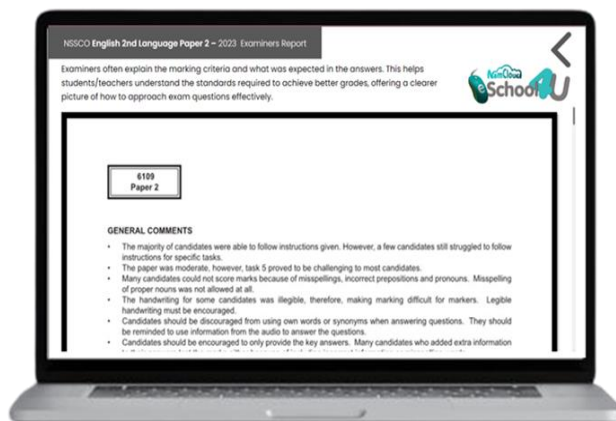 NSSCO English 2nd Language Paper 2 – 2023 Examiners Report
Examiners often explain the marking criteria and what was expected in the answers. This helps
students/teachers understand the standards required to achieve better grades, offering a clearer
picture of how to approach exam questions effectively.
NamCloud
eSchool4U
6109
Paper 2
GENERAL COMMENTS
• The majority of candidates were able to follow instructions given. However, a few candidates still struggled to follow
instructions for specific tasks.
• The paper was moderate, however, task 5 proved to be challenging to most candidates.
• Many candidates could not score marks because of misspellings, incorrect prepositions and pronouns. Misspelling
of proper nouns was not allowed at all.
• The handwriting for some candidates was illegible, therefore, making marking difficult for markers. Legible
handwriting must be encouraged.
• Candidates should be discouraged from using own words or synonyms when answering questions. They should
be reminded to use information from the audio to answer the questions.
• Candidates should be encouraged to only provide the key answers. Many candidates who added extra information